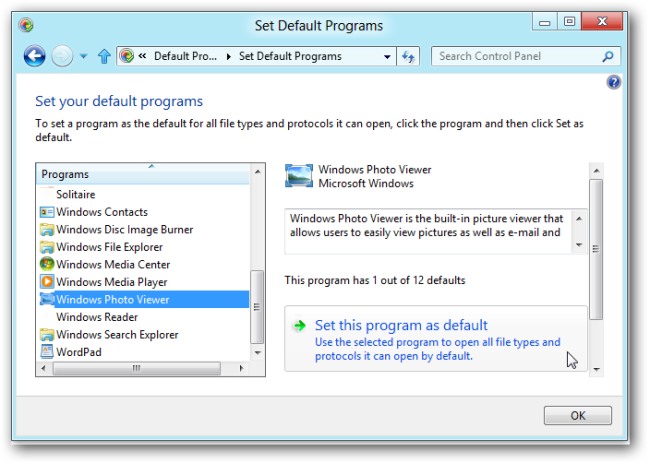 Set Default Programs
« Default Pro... Set Default Programs Search Control Panel
Set your default programs
To set a program as the default for all file types and protocols it can open, click the program and then click Set as
default.
Programs
Solitaire
Windows Contacts
Windows Disc Image Burner
Windows File Explorer
Windows Media Center
Windows Media Player
Windows Photo Viewer
Windows Reader
Windows Search Explorer
WordPad
Windows Photo Viewer
Microsoft Windows
Windows Photo Viewer is the built-in picture viewer that
allows users to easily view pictures as well as e-mail and
This program has 1 out of 12 defaults
Set this program as default
Use the selected program to open all file types and
protocols it can open by default.
OK